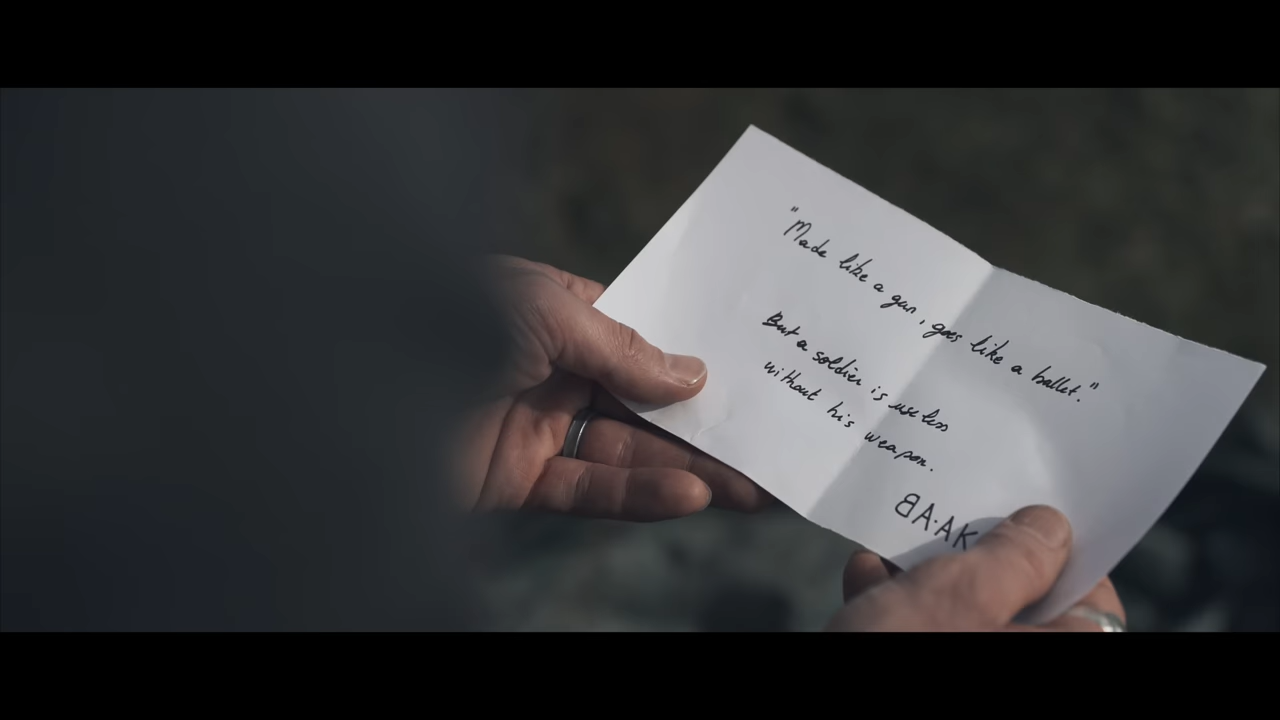 "Made like a gun, goes like a bullet."
But a soldier is useless
without his weapon.
BA·AK